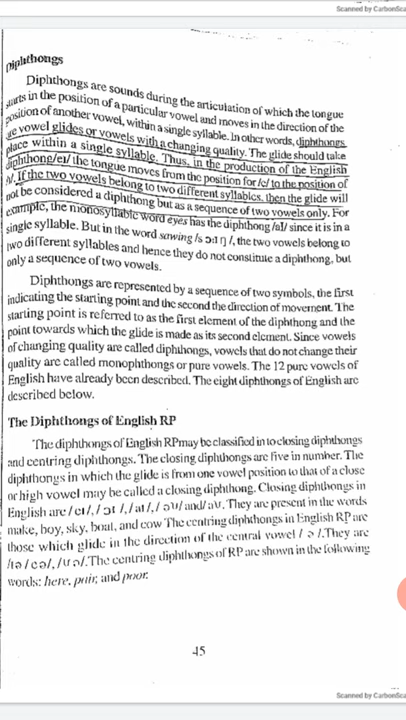 Scanned by CarbonSca
Diphthongs
Diphthongs are sounds during the articulation of which the tongue
starts in the position of a particular vowel and moves in the direction of the
position of another vowel, within a single syllable. In other words, diphthongs
are vowel glides or vowels with a changing quality. The glide should take
place within a single syllable. Thus, in the production of the English
diphthong/eɪ/ the tongue moves from the position for /e/ to the position of
/ɪ/. If the two vowels belong to two different syllables, then the glide will
not be considered a diphthong but as a sequence of two vowels only. For
example, the monosyllabic word eyes has the diphthong /aI/ since it is in a
single syllable. But in the word sawing /s ɔ:ɪ ŋ /, the two vowels belong to
two different syllables and hence they do not constitute a diphthong, but
only a sequence of two vowels.
Diphthongs are represented by a sequence of two symbols, the first
indicating the starting point and the second the direction of movement. The
starting point is referred to as the first element of the diphthong and the
point towards which the glide is made as its second element. Since vowels
of changing quality are called diphthongs, vowels that do not change their
quality are called monophthongs or pure vowels. The 12 pure vowels of
English have already been described. The eight diphthongs of English are
described below.
The Diphthongs of English RP
The diphthongs of English RPmay be classified in to closing diphthongs
and centring diphthongs. The closing diphthongs are five in number. The
diphthongs in which the glide is from one vowel position to that of a close
or high vowel may be called a closing diphthong. Closing diphthongs in
English are / eɪ /, / ɔɪ /, / aɪ /, / əʊ/ and/ aʊ. They are present in the words
make, boy, sky, boat, and cow The centring diphthongs in English RP are
those which glide in the direction of the central vowel / ə /.They are
/ɪə / eə/, /ʊ ə/.The centring diphthongs of RP are shown in the following
words: here, pair, and poor.
45
Scanned by CarbonSca